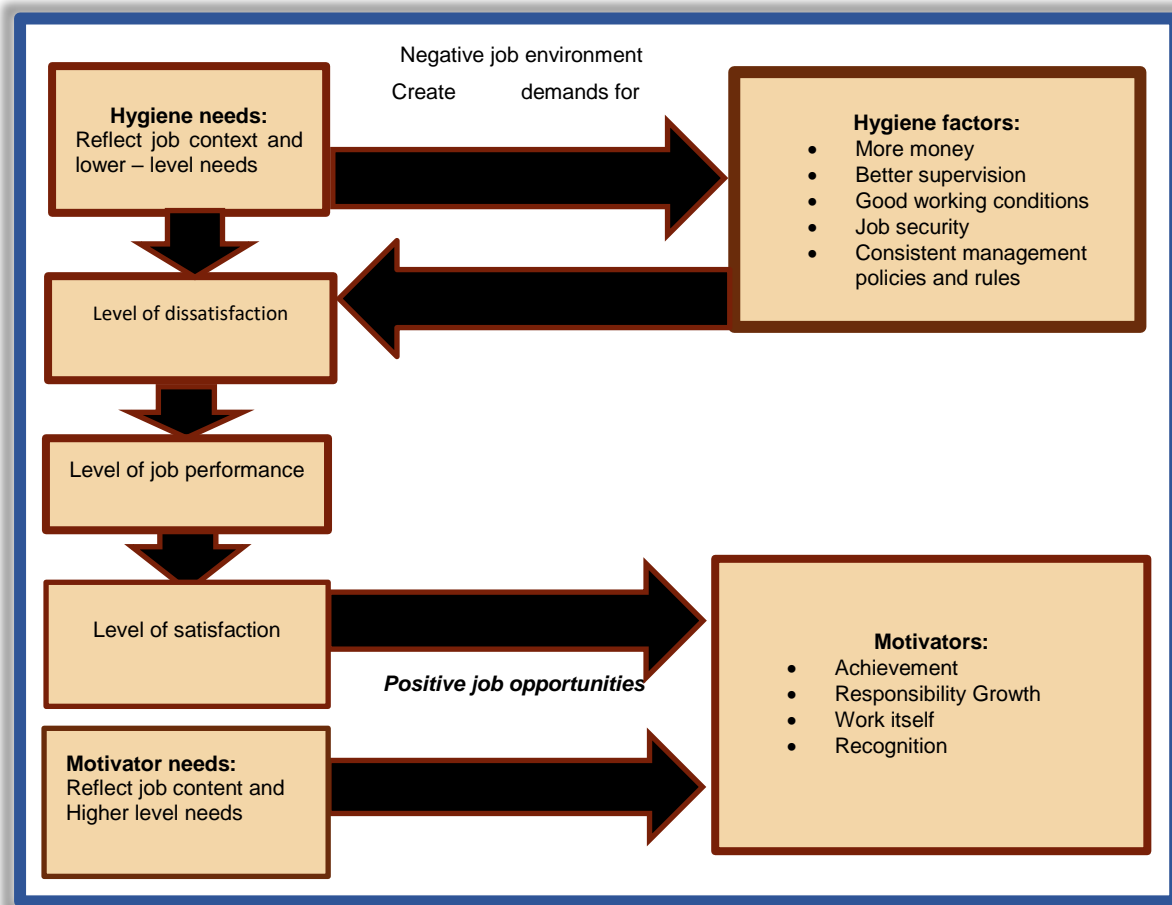 Negative job environment
Create demands for
Hygiene needs:
Reflect job context and
lower – level needs
Hygiene factors:
• More money
• Better supervision
• Good working conditions
• Job security
• Consistent management
policies and rules
Level of dissatisfaction
Level of job performance
Level of satisfaction
Positive job opportunities
Motivators:
• Achievement
• Responsibility Growth
• Work itself
• Recognition
Motivator needs:
Reflect job content and
Higher level needs